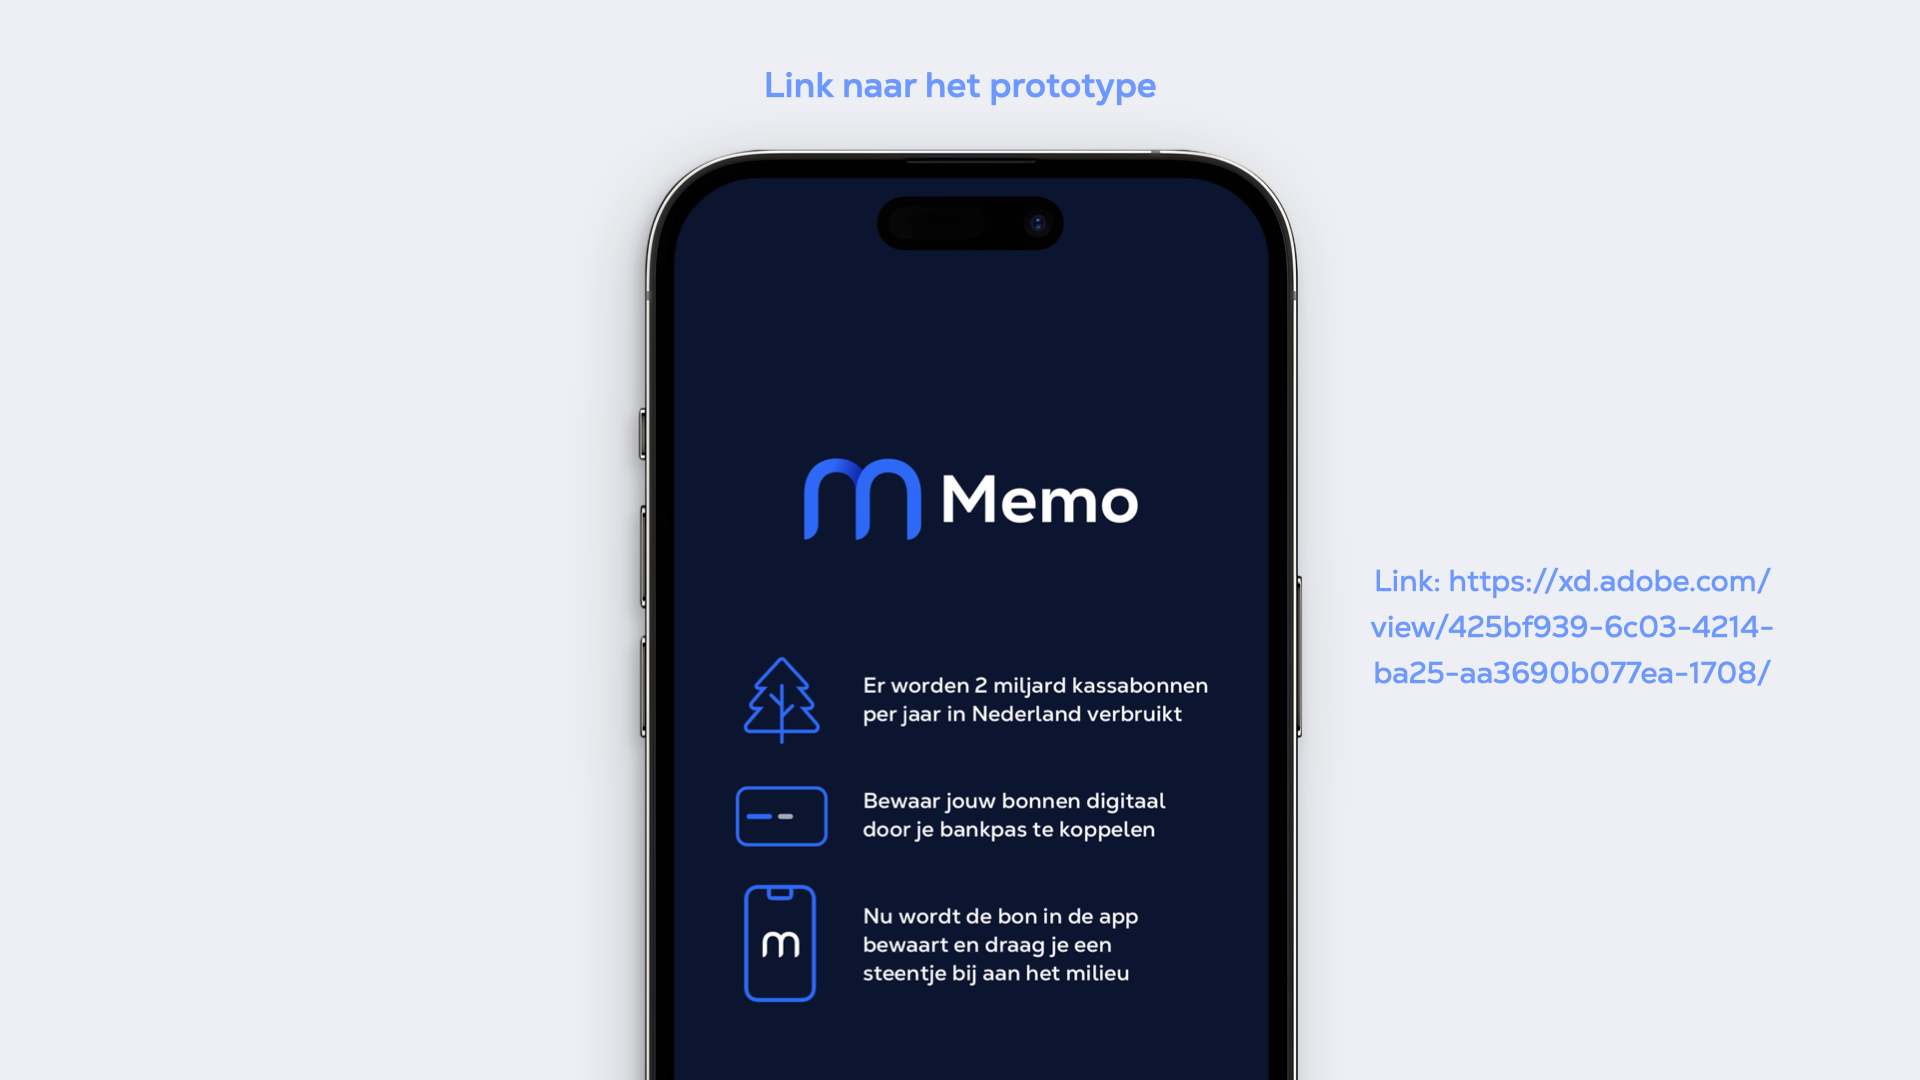 Link naar het prototype
Memo
Er worden 2 miljard kassabonnen
per jaar in Nederland verbruikt
Bewaar jouw bonnen digitaal
door je bankpas te koppelen
m
Nu wordt de bon in de app
bewaart en draag je een
steentje bij aan het milieu
Link: https://xd.adobe.com/
view/425bf939-6c03-4214-
ba25-aa3690b077ea-1708/